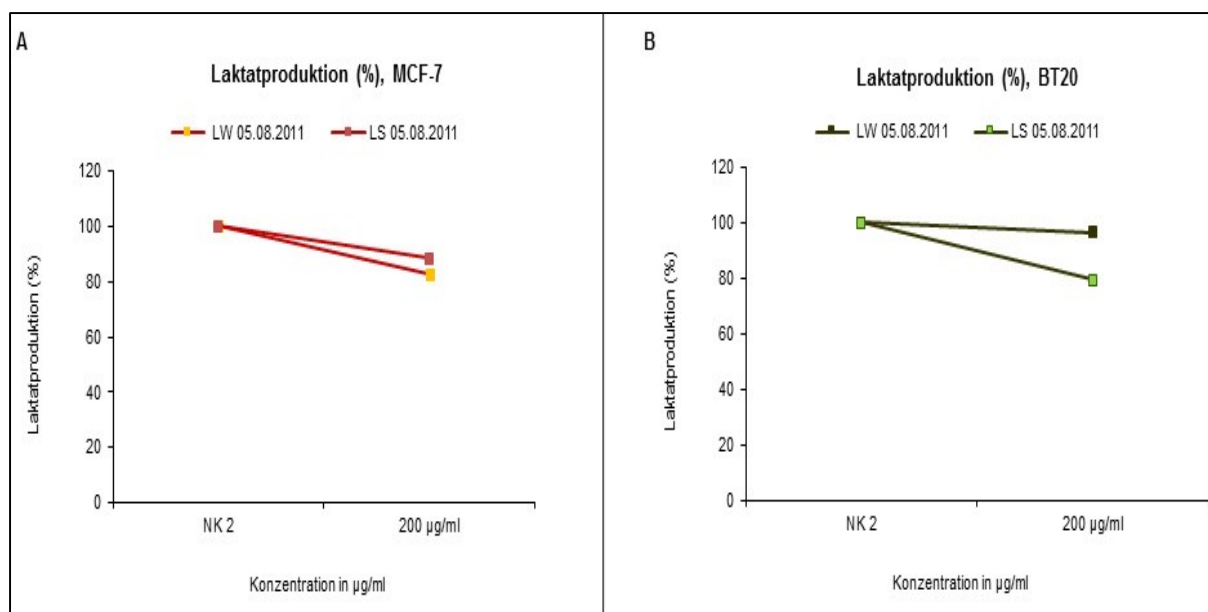 A
Laktatproduktion (%), MCF-7
LW 05.08.2011 LS 05.08.2011
120
100
80
60
40
20
0
Laktatproduktion (%)
NK 2 200 µg/ml
Konzentration in µg/ml
B
Laktatproduktion (%), BT20
LW 05.08.2011 LS 05.08.2011
120
100
80
60
40
20
0
Laktatproduktion (%)
NK 2 200 µg/ml
Konzentration in µg/ml